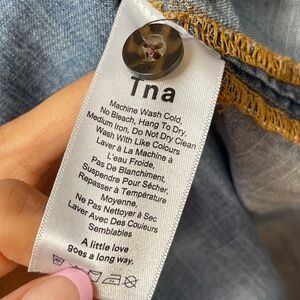 Tna
Machine Wash Cold,
No Bleach, Hang To Dry,
Medium Iron, Do Not Dry Clean
Wash With Like Colours
Laver À La Machine à
L'eau Froide,
Pas De Blanchiment,
Suspendre Pour Sécher,
Repasser à Température
Moyenne,
Ne Pas Nettoyer à Sec
Laver Avec Des Couleurs
Semblables
A little love
goes a long way.